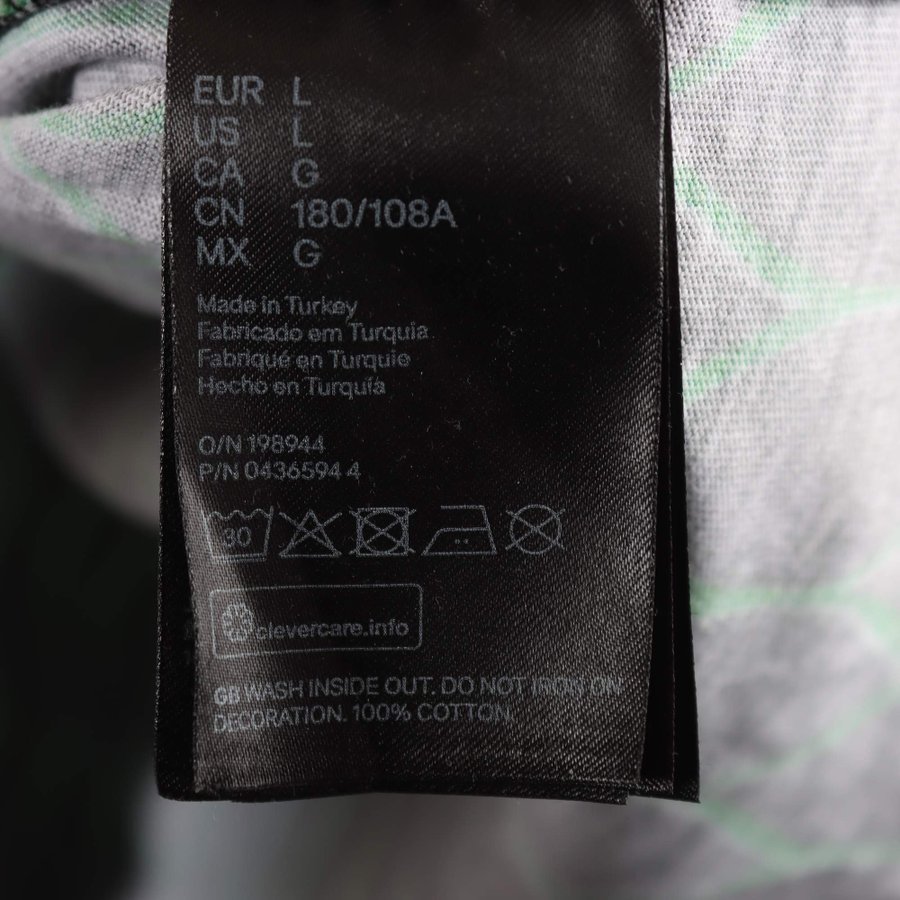 EUR L
US L
CA G
CN 180/108A
MX G
Made in Turkey
Fabricado em Turquia
Fabriqué en Turquie
Hecho en Turquía
O/N 198944
P/N 0436594 4
30
clevercare.info
GB WASH INSIDE OUT. DO NOT IRON ON
DECORATION. 100% COTTON.